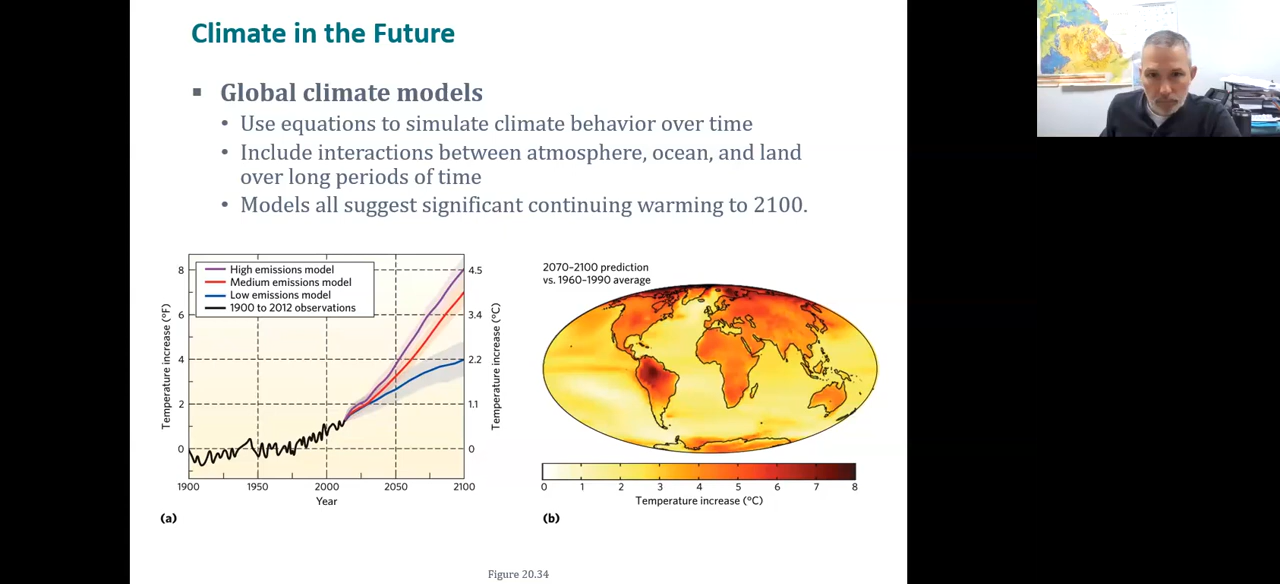 Climate in the Future
▪ Global climate models
• Use equations to simulate climate behavior over time
• Include interactions between atmosphere, ocean, and land
over long periods of time
• Models all suggest significant continuing warming to 2100.
High emissions model
Medium emissions model
Low emissions model
1900 to 2012 observations
Temperature increase (°F)
8
6
4
2
0
4.5
3.4
2.2
1.1
0
Temperature increase (°C)
1900 1950 2000 2050 2100
Year
(a)
2070–2100 prediction
vs. 1960–1990 average
0 1 2 3 4 5 6 7 8
Temperature increase (°C)
(b)
Figure 20.34